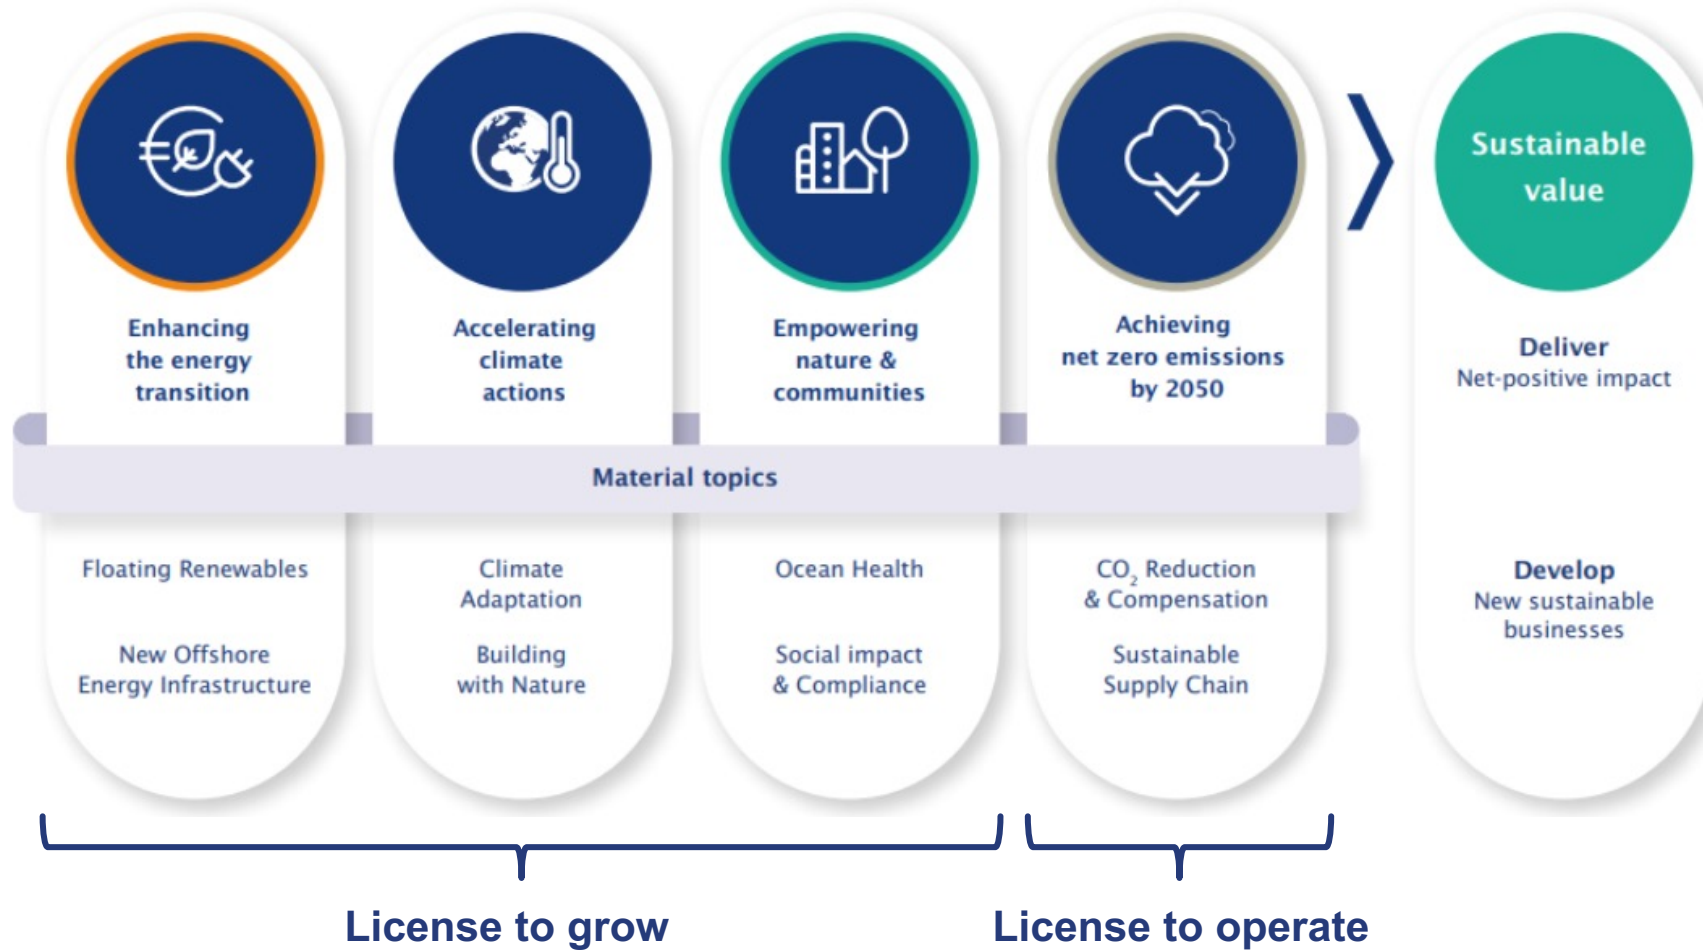 Enhancing
the energy
transition
Accelerating
climate
actions
Empowering
nature &
communities
Achieving
net zero emissions
by 2050
Sustainable
value
Deliver
Net-positive impact
Material topics
Floating Renewables
New Offshore
Energy Infrastructure
Climate
Adaptation
Building
with Nature
Ocean Health
Social impact
& Compliance
CO₂ Reduction
& Compensation
Sustainable
Supply Chain
Develop
New sustainable
businesses
License to grow
License to operate